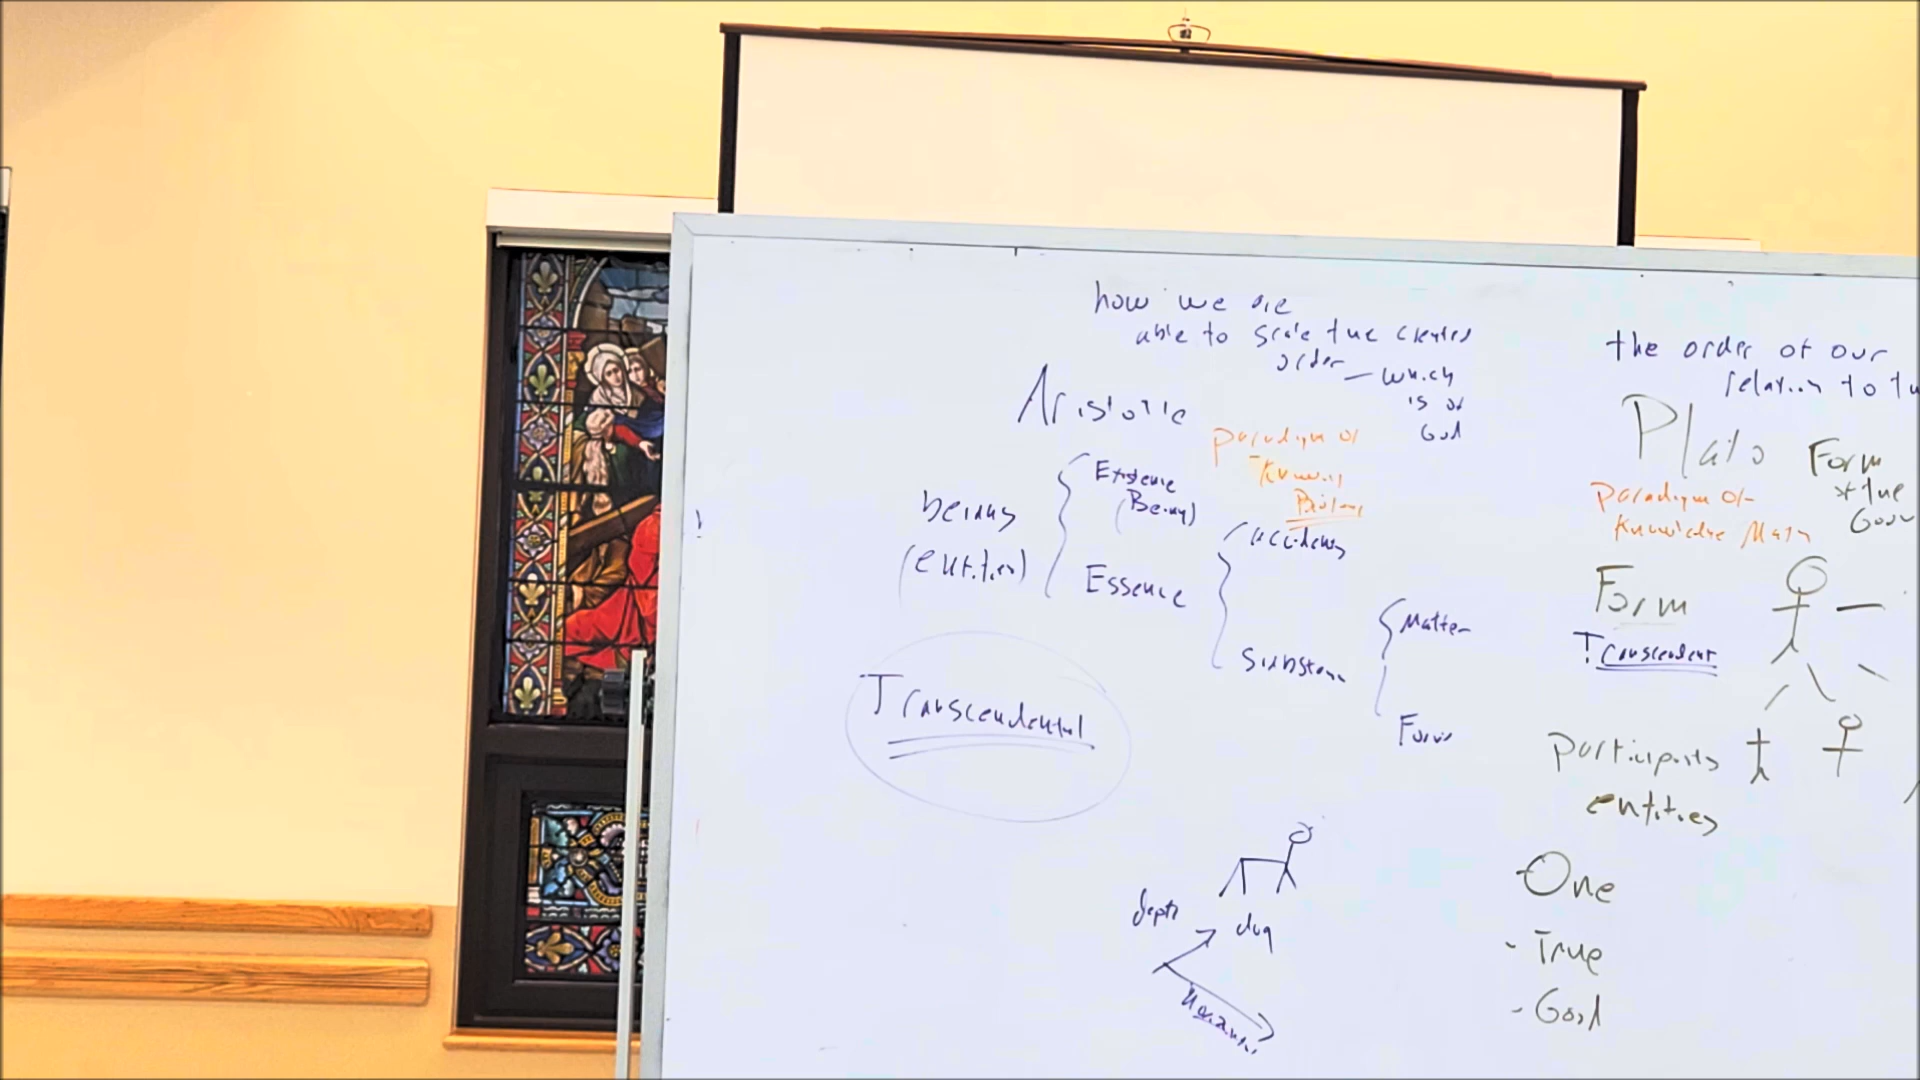 how we are
able to scale the created
order — which
is of
God
Aristotle
paradigm of
Knowing
Biology
beings
(entities)
Existence
(Being)
Essence
accidents
Matter
Form
Transcendental
depth
dog
the order of our
relation to
Plato
Form
of the
Good
paradigm of
Knowledge Math
Form
Transcendent
participants
entities
One
- True
- Good